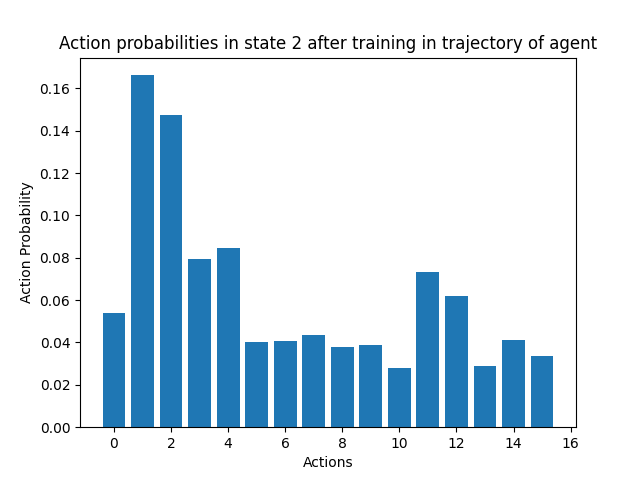 Action probabilities in state 2 after training in trajectory of agent
0.16
0.14
0.12
0.10
0.08
0.06
0.04
0.02
0.00
Action Probability
0 2 4 6 8 10 12 14 16
Actions